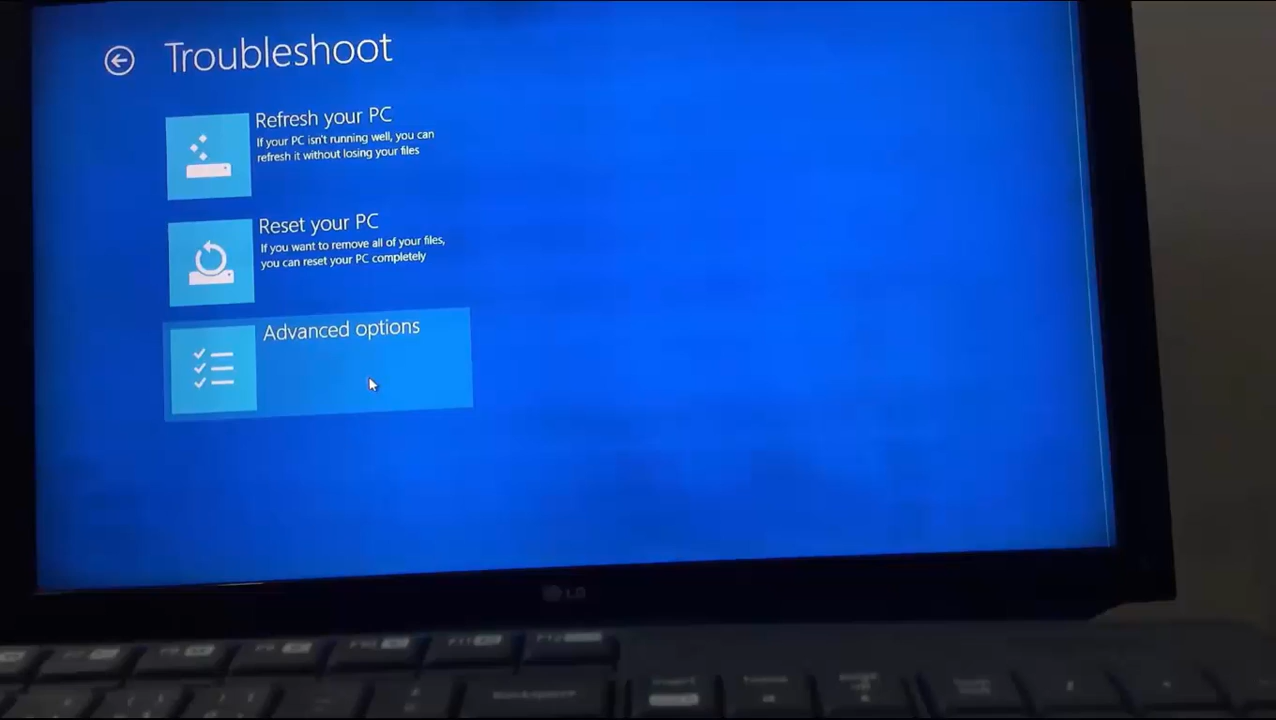 Troubleshoot
Refresh your PC
If your PC isn't running well, you can
refresh it without losing your files
Reset your PC
If you want to remove all of your files,
you can reset your PC completely
Advanced options
LG